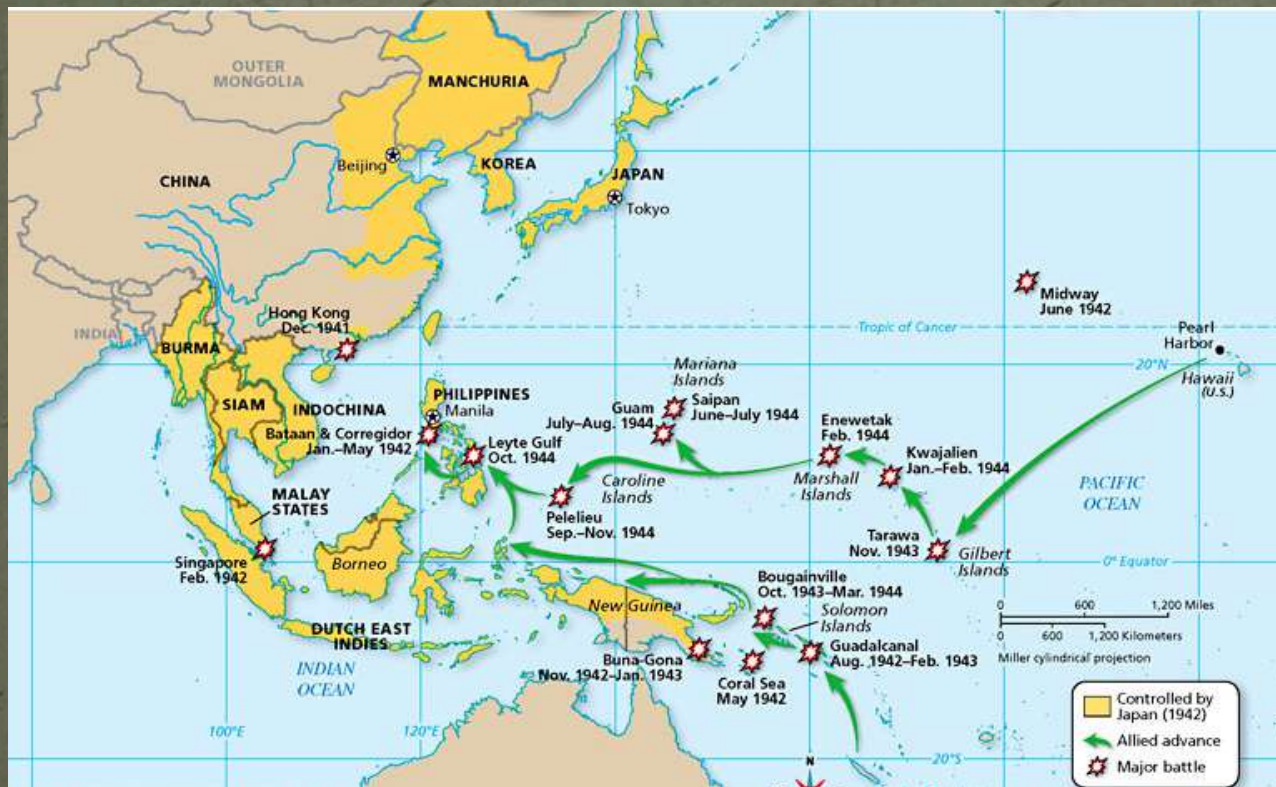 OUTER
MONGOLIA
MANCHURIA
Beijing
KOREA
JAPAN
CHINA
Tokyo
Hong Kong
Dec. 1941
INDIA
BURMA
Midway
June 1942
Tropic of Cancer
Pearl
Harbor
20°N
Hawaii
(U.S.)
Mariana
Islands
SIAM
INDOCHINA
PHILIPPINES
Manila
Guam
July–Aug. 1944
Saipan
June–July 1944
Enewetak
Feb. 1944
Bataan & Corregidor
Jan.–May 1942
Leyte Gulf
Oct. 1944
Kwajalien
Jan.–Feb. 1944
Caroline
Islands
Marshall
Islands
PACIFIC
OCEAN
MALAY
STATES
Pelelieu
Sep.–Nov. 1944
Tarawa
Nov. 1943
Gilbert
Islands
Singapore
Feb. 1942
Borneo
0° Equator
Bougainville
Oct. 1943–Mar. 1944
New Guinea
Solomon
Islands
0 600 1,200 Miles
0 600 1,200 Kilometers
Miller cylindrical projection
DUTCH EAST
INDIES
INDIAN
OCEAN
Buna-Gona
Nov. 1942–Jan. 1943
Coral Sea
May 1942
Guadalcanal
Aug. 1942–Feb. 1943
100°E
120°E
N
20°S
Controlled by
Japan (1942)
Allied advance
Major battle